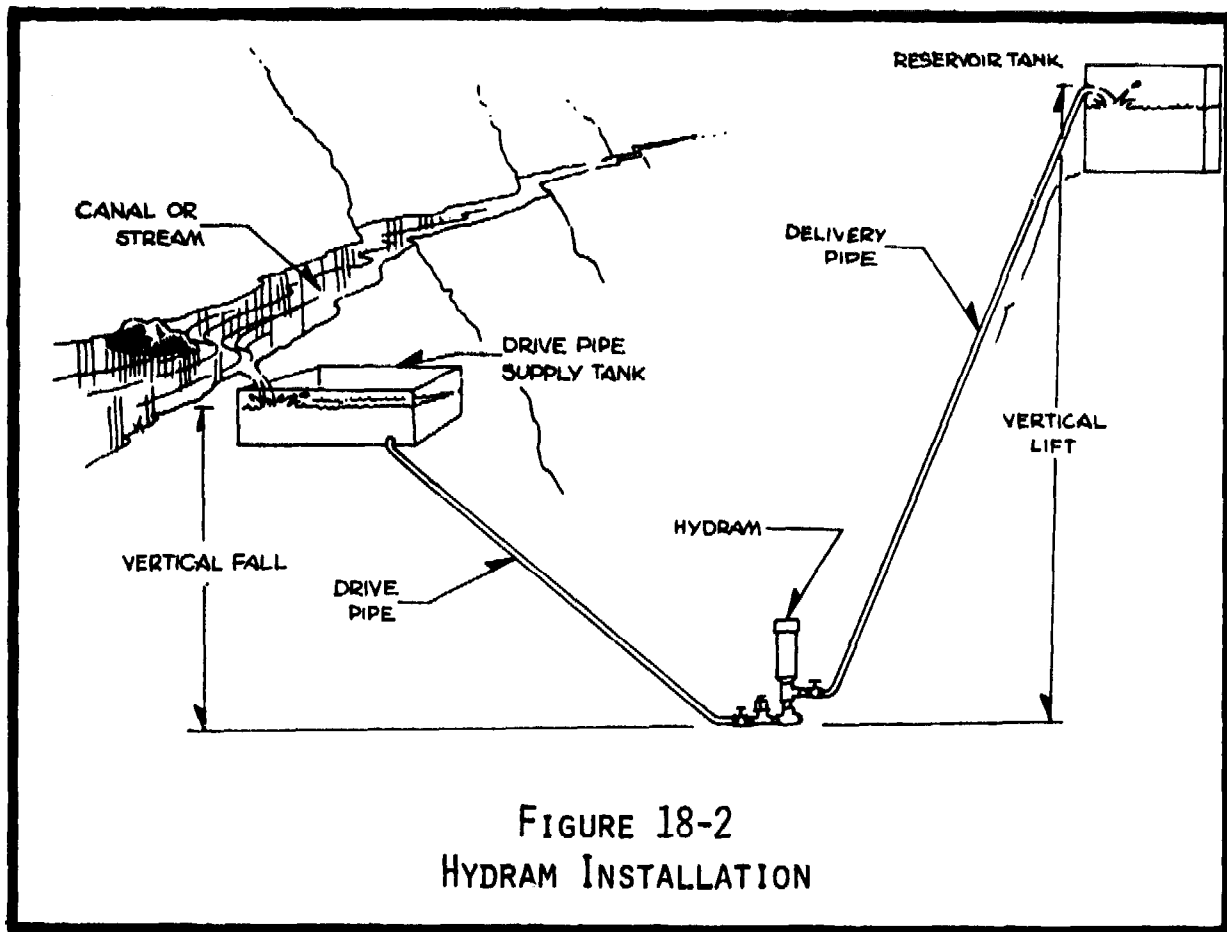 RESERVOIR TANK
CANAL OR
STREAM
DELIVERY
PIPE
DRIVE PIPE
SUPPLY TANK
VERTICAL
LIFT
HYDRAM
VERTICAL FALL
DRIVE
PIPE
FIGURE 18-2
HYDRAM INSTALLATION